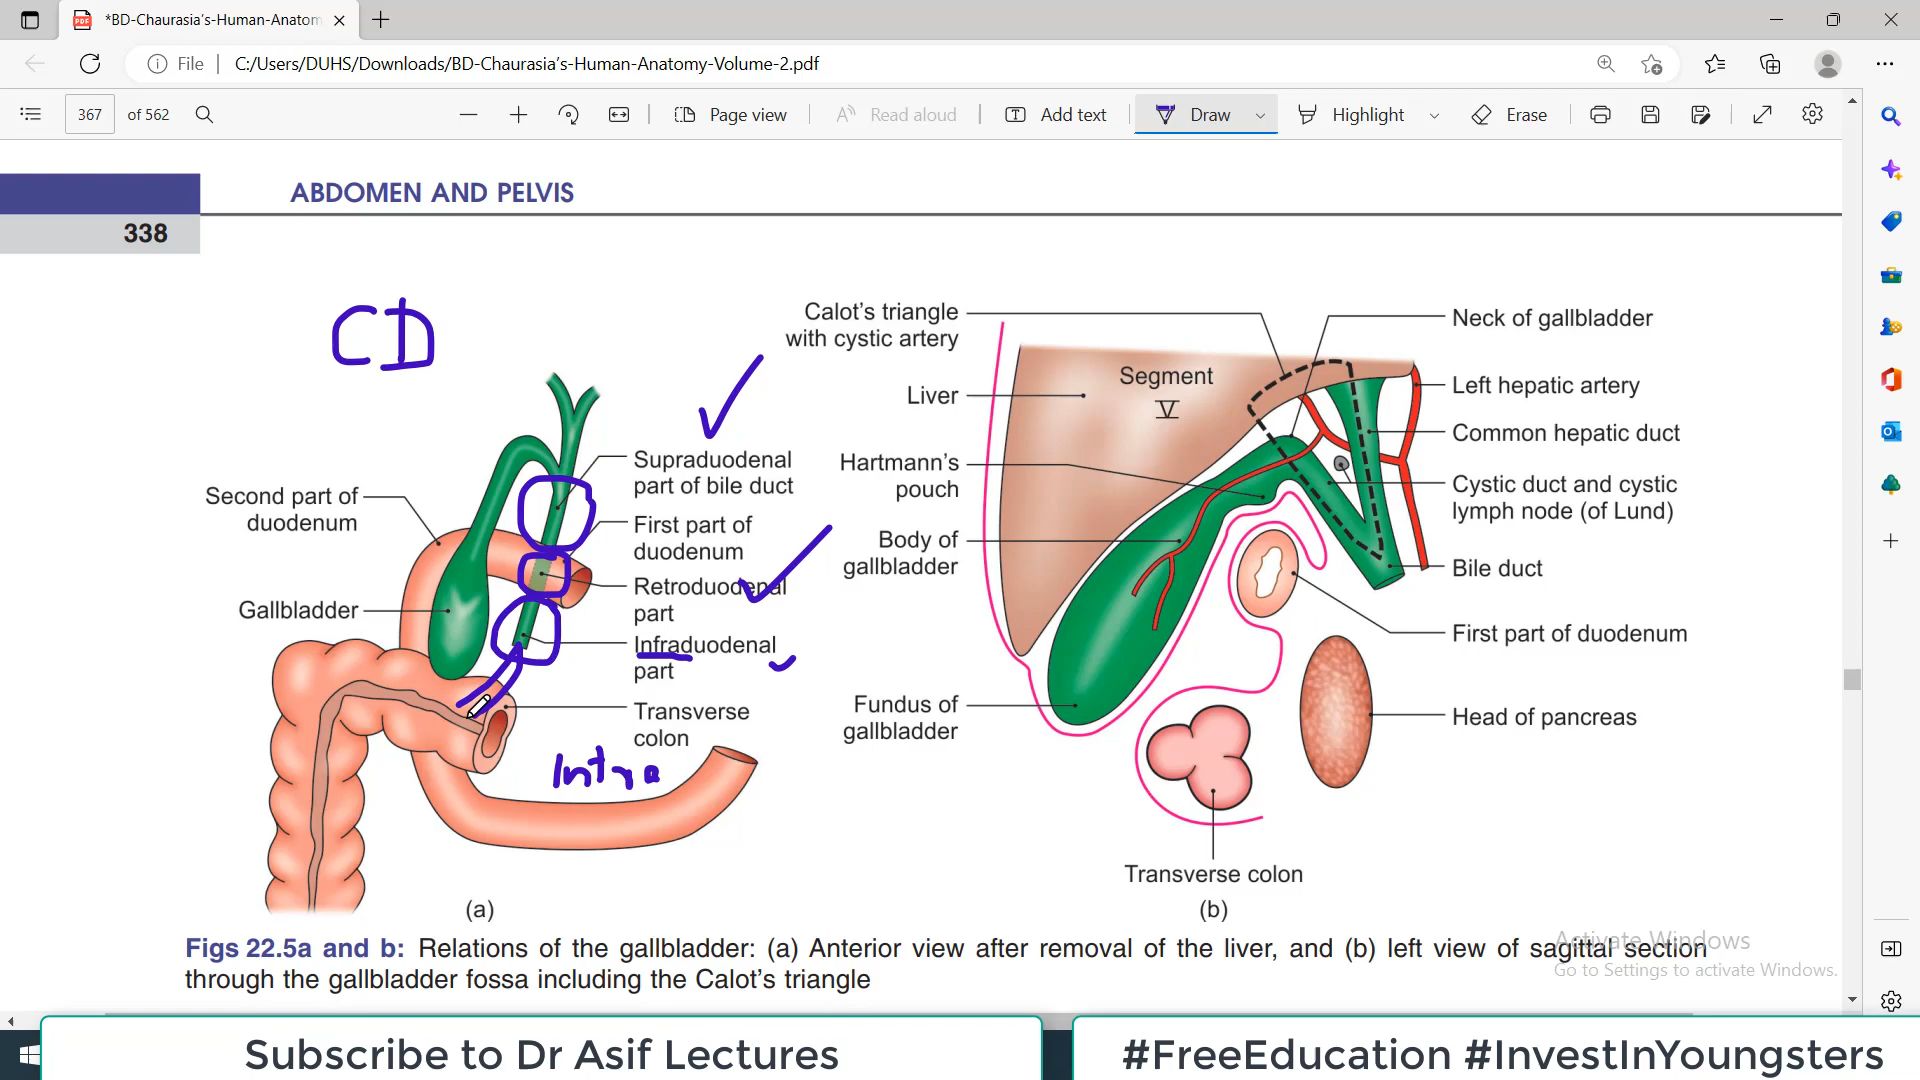 *BD-Chaurasia's-Human-Anatom
File
C:/Users/DUHS/Downloads/BD-Chaurasia's-Human-Anatomy-Volume-2.pdf
367 of 562
Page view
Read aloud
Add text
Draw
Highlight
Erase
ABDOMEN AND PELVIS
338
CD
Supraduodenal
part of bile duct
Second part of
duodenum
First part of
duodenum
Retroduodenal
part
Gallbladder
Infraduodenal
part
Transverse
colon
Intra
(a)
Calot's triangle
with cystic artery
Neck of gallbladder
Segment
V
Liver
Left hepatic artery
Common hepatic duct
Hartmann's
pouch
Cystic duct and cystic
lymph node (of Lund)
Body of
gallbladder
Bile duct
First part of duodenum
Fundus of
gallbladder
Head of pancreas
Transverse colon
(b)
Figs 22.5a and b: Relations of the gallbladder: (a) Anterior view after removal of the liver, and (b) left view of sagittal section
through the gallbladder fossa including the Calot's triangle
Activate Windows
Go to Settings to activate Windows.
Subscribe to Dr Asif Lectures
#FreeEducation #InvestInYoungsters